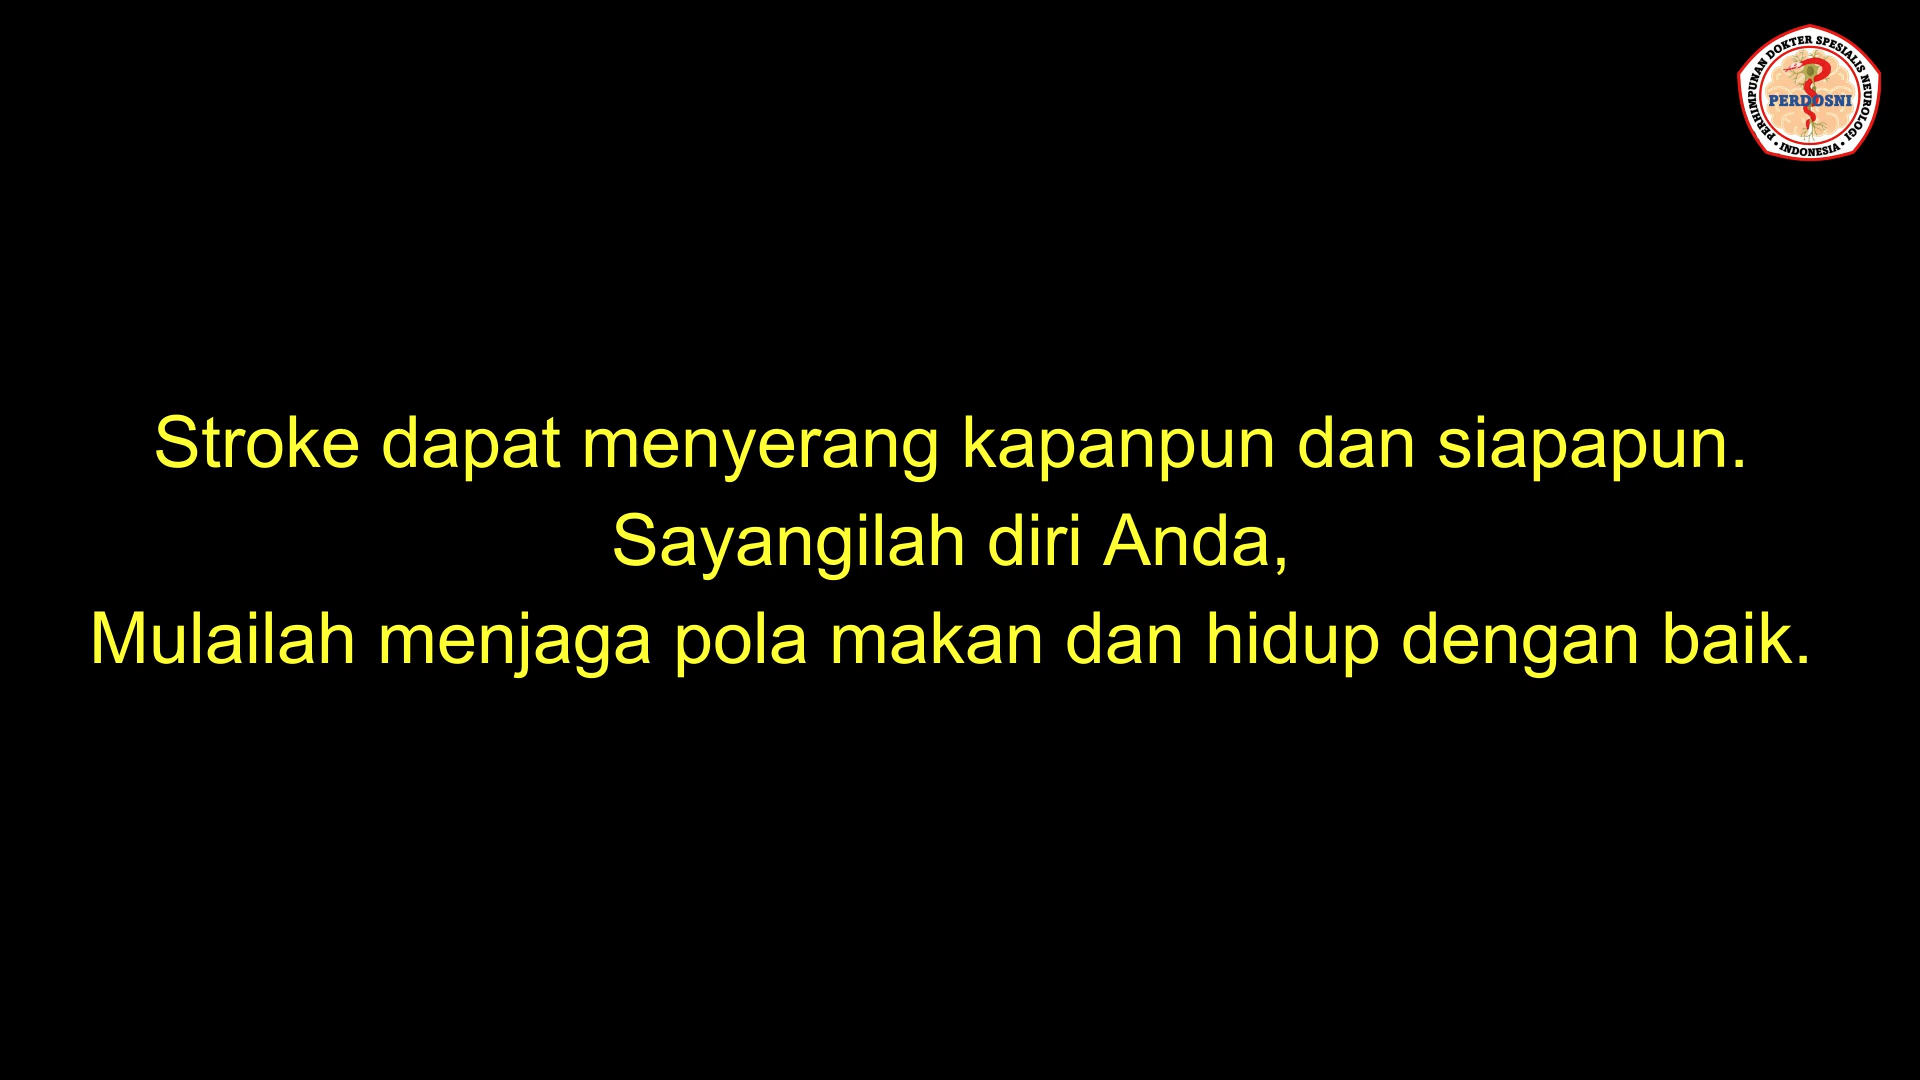 PERHIMPUNAN DOKTER SPESIALIS NEUROLOGI
PERDOSNI
• INDONESIA •
Stroke dapat menyerang kapanpun dan siapapun.
Sayangilah diri Anda,
Mulailah menjaga pola makan dan hidup dengan baik.